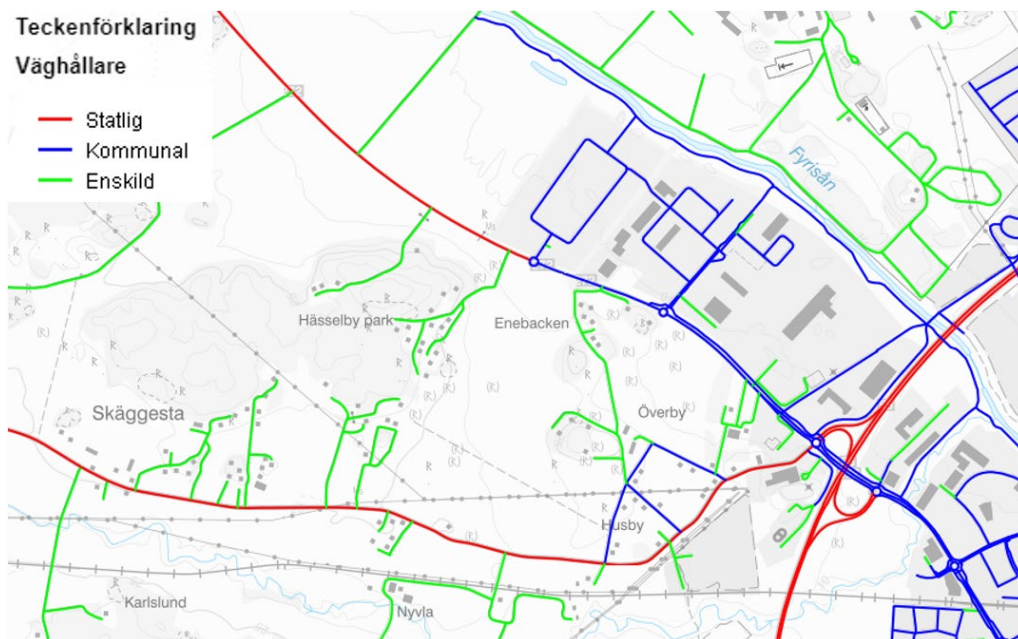 Teckenförklaring
Väghållare
Statlig
Kommunal
Enskild
Fyrisån
Hässelby park
Enebacken
Skäggesta
Överby
Husby
Karlslund
Nyvla